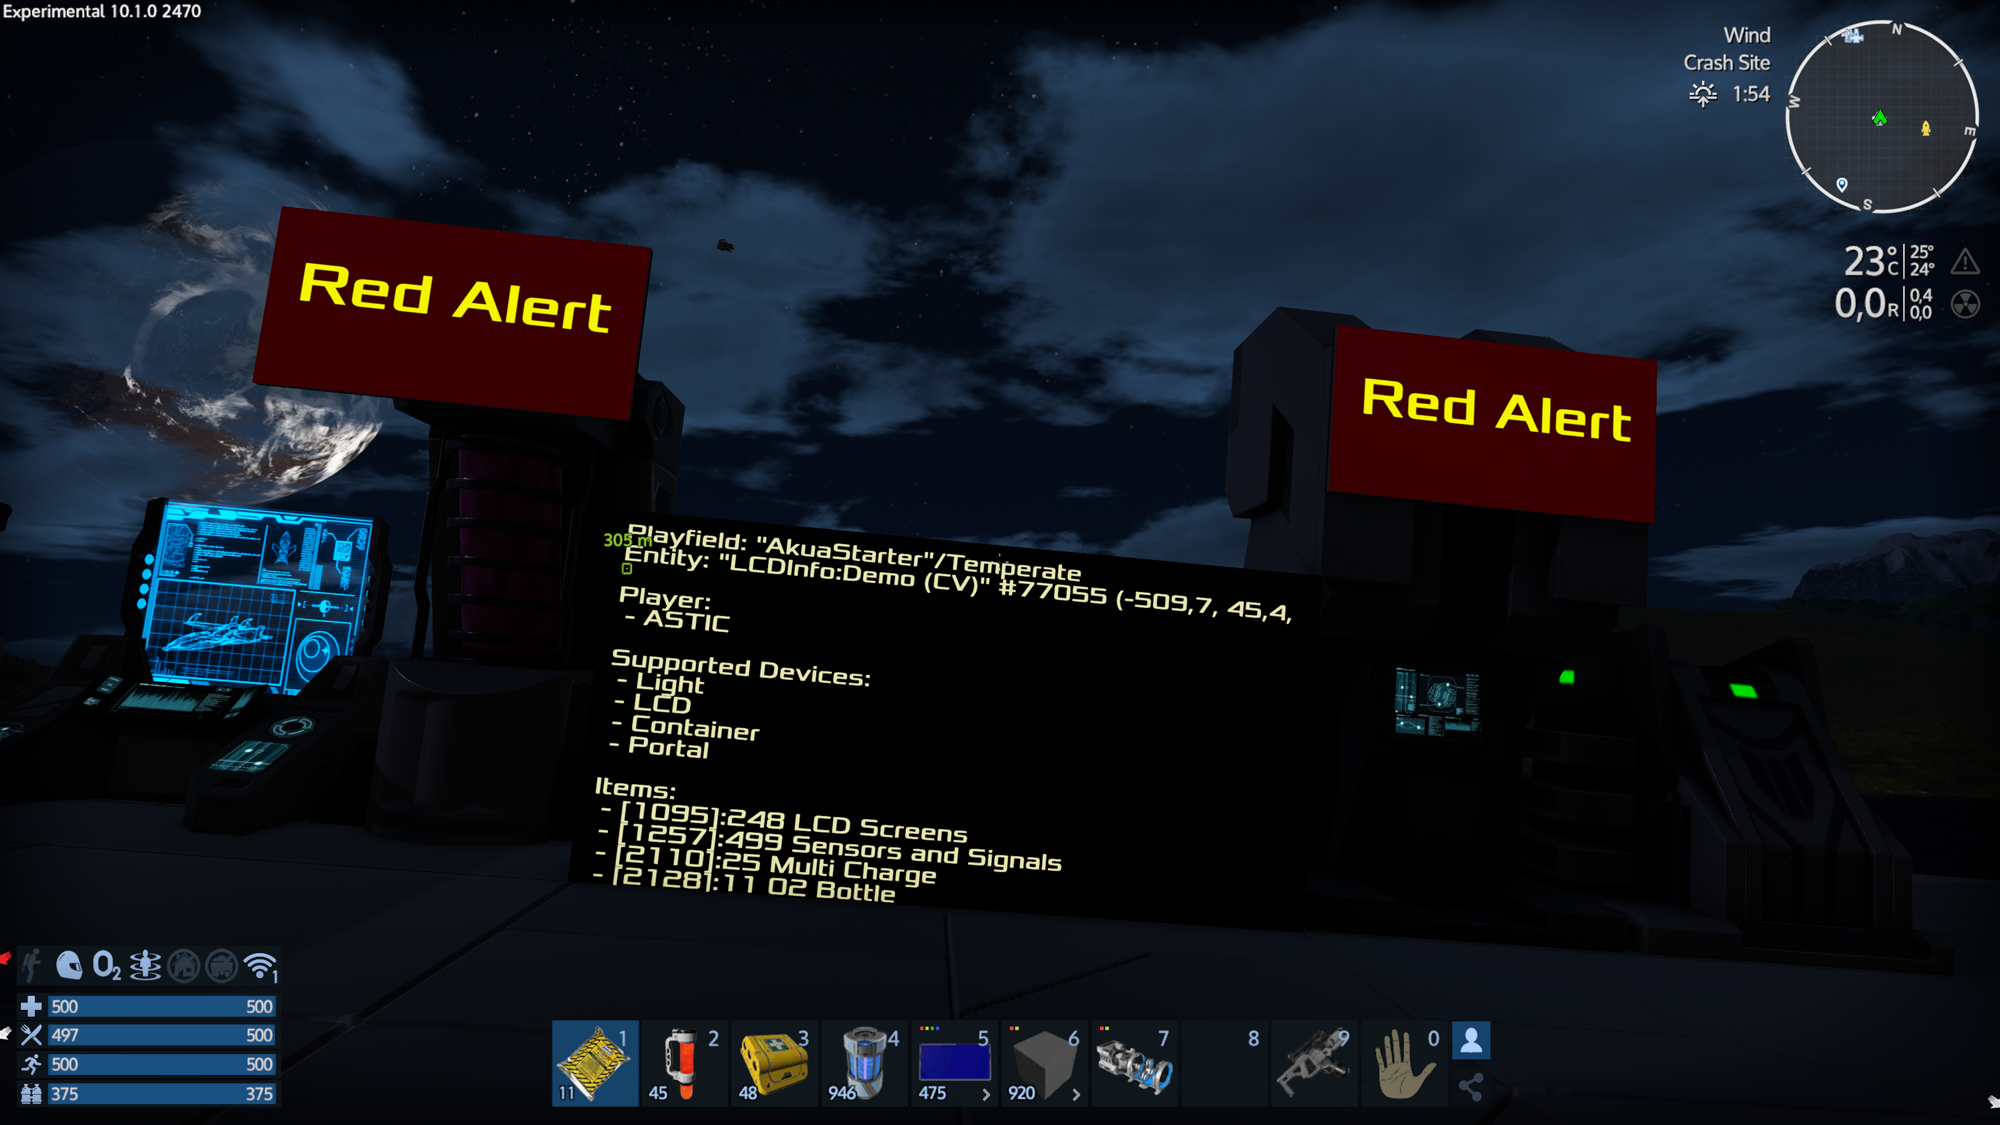 Experimental 10.1.0 2470
Wind
Crash Site
1:54
N
W
E
S
23°C 25° 24°
0,0R 0,4 0,0
Red Alert
Red Alert
305 m
Playfield: "AkuaStarter"/Temperate
Entity: "LCDInfo:Demo (CV)" #77055 (-509,7, 45,4,
Player:
- ASTIC
Supported Devices:
- Light
- LCD
- Container
- Portal
Items:
- [1095]:248 LCD Screens
- [1257]:499 Sensors and Signals
- [2110]:25 Multi Charge
- [2128]:11 O2 Bottle
O2
1
500 500
497 500
500 500
375 375
1 2 3 4 5 6 7 8 9 0
11 45 48 946 475 920